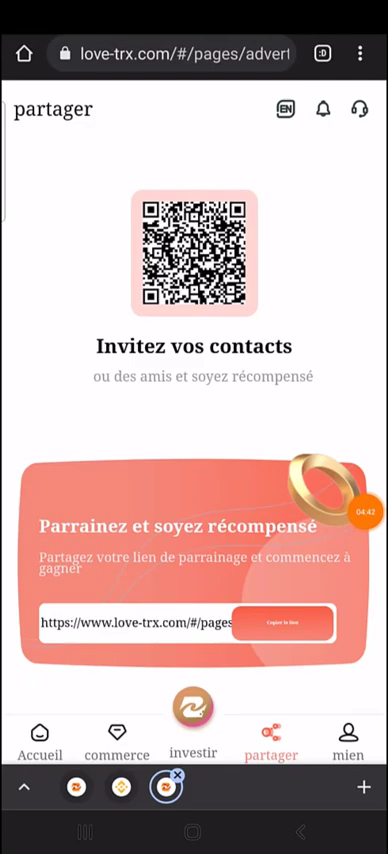 love-trx.com/#/pages/advert
:D
partager
EN
Invitez vos contacts
ou des amis et soyez récompensé
04:42
Parrainez et soyez récompensé
Partagez votre lien de parrainage et commencez à
gagner
https://www.love-trx.com/#/pages
Copier le lien
Accueil
commerce
investir
partager
mien